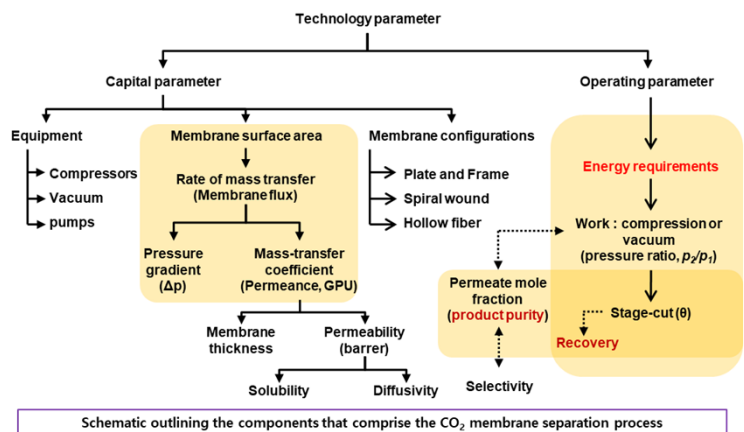 Technology parameter
Capital parameter
Operating parameter
Equipment
Membrane surface area
Membrane configurations
Compressors
Vacuum
pumps
Rate of mass transfer
(Membrane flux)
Plate and Frame
Spiral wound
Hollow fiber
Energy requirements
Pressure
gradient
(Δp)
Mass-transfer
coefficient
(Permeance, GPU)
Work : compression or
vacuum
(pressure ratio, p₂/p₁)
Permeate mole
fraction
(product purity)
Stage-cut (θ)
Recovery
Membrane
thickness
Permeability
(barrer)
Solubility
Diffusivity
Selectivity
Schematic outlining the components that comprise the CO₂ membrane separation process